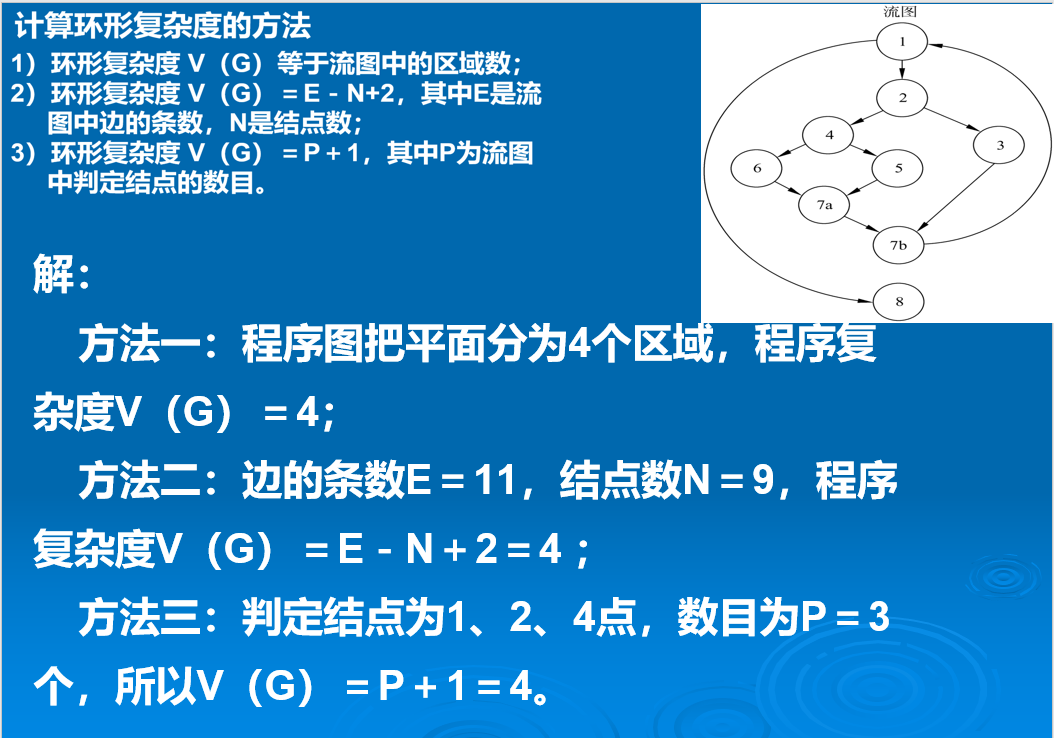 计算环形复杂度的方法
1）环形复杂度 V（G）等于流图中的区域数；
2）环形复杂度 V（G）＝E－N+2，其中E是流
图中边的条数，N是结点数；
3）环形复杂度 V（G）＝P＋1，其中P为流图
中判定结点的数目。
流图
1
2
4
3
6
5
7a
7b
8
解：
方法一：程序图把平面分为4个区域，程序复
杂度V（G）＝4；
方法二：边的条数E＝11，结点数N＝9，程序
复杂度V（G）＝E－N＋2＝4；
方法三：判定结点为1、2、4点，数目为P＝3
个，所以V（G）＝P＋1＝4。